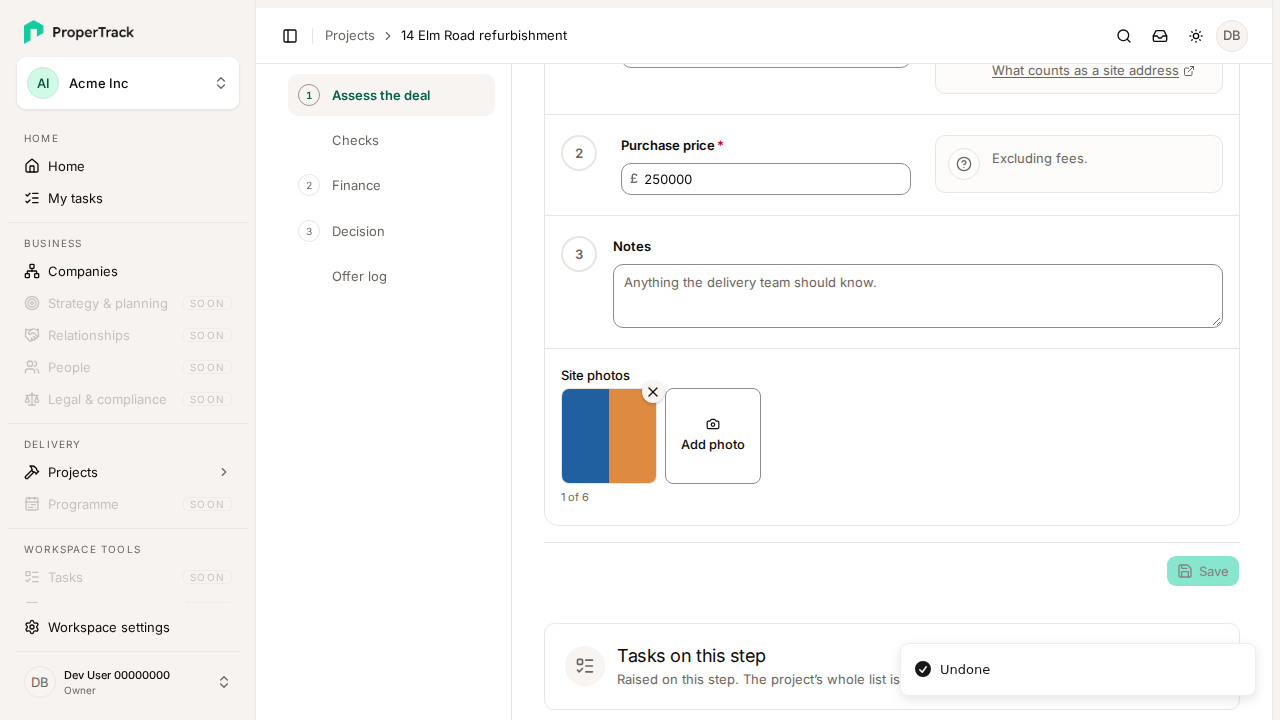 ProperTrack
AI
Acme Inc
HOME
Home
My tasks
BUSINESS
Companies
Strategy & planning SOON
Relationships SOON
People SOON
Legal & compliance SOON
DELIVERY
Projects
Programme SOON
WORKSPACE TOOLS
Tasks SOON
Workspace settings
DB
Dev User 00000000
Owner
Projects
14 Elm Road refurbishment
DB
1 Assess the deal
Checks
2 Finance
3 Decision
Offer log
What counts as a site address
2
Purchase price *
£ 250000
Excluding fees.
3
Notes
Anything the delivery team should know.
Site photos
Add photo
1 of 6
Save
Tasks on this step
Raised on this step. The project’s whole list is
Undone